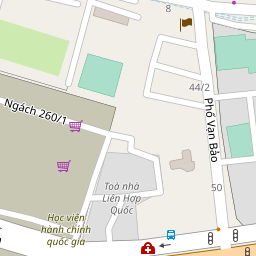 8
44/2
Ngách 260/1
Phố Vạn Bảo
Toà nhà
Liên Hợp
Quốc
50
Học viện
hành chính
quốc gia